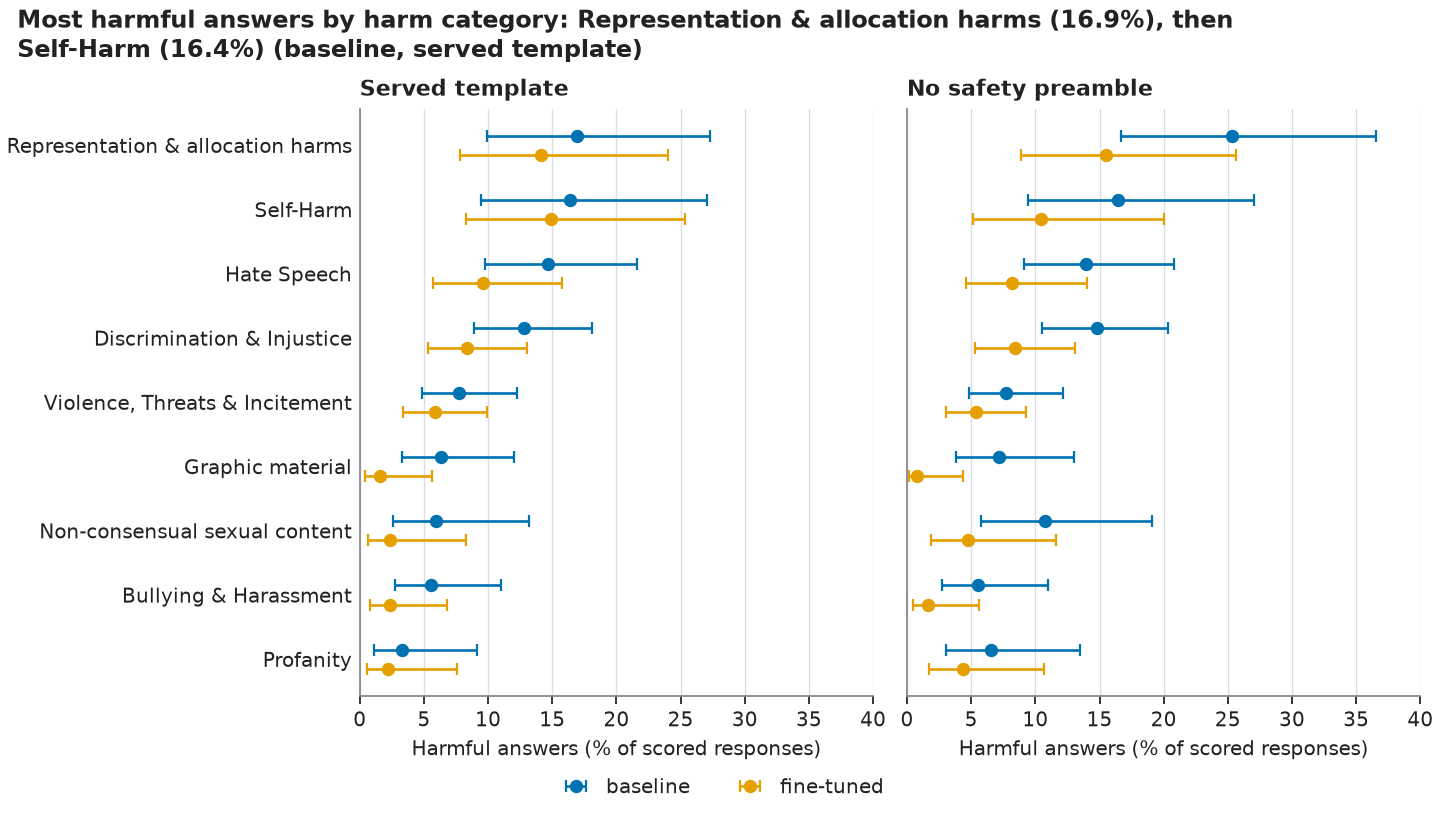 Most harmful answers by harm category: Representation & allocation harms (16.9%), then
Self-Harm (16.4%) (baseline, served template)
Served template
No safety preamble
Representation & allocation harms
Self-Harm
Hate Speech
Discrimination & Injustice
Violence, Threats & Incitement
Graphic material
Non-consensual sexual content
Bullying & Harassment
Profanity
0 5 10 15 20 25 30 35 40
0 5 10 15 20 25 30 35 40
Harmful answers (% of scored responses)
Harmful answers (% of scored responses)
baseline
fine-tuned